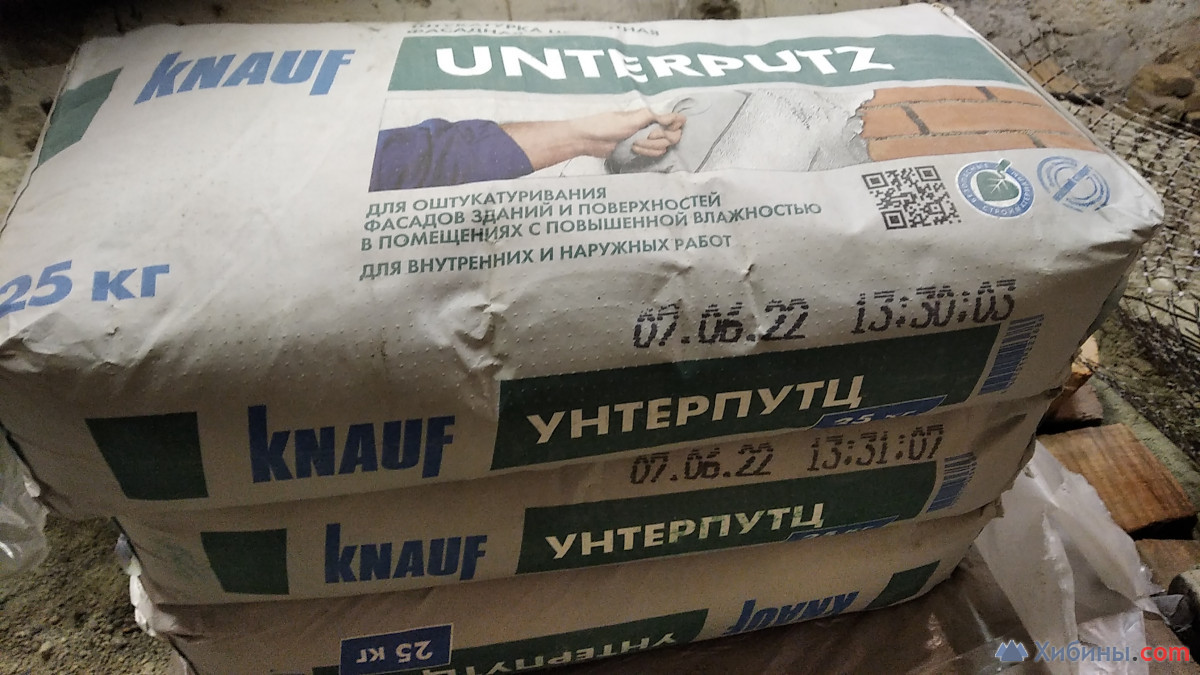 KNAUF
UNTERPUTZ
ДЛЯ ОШТУКАТУРИВАНИЯ
ФАСАДОВ ЗДАНИЙ И ПОВЕРХНОСТЕЙ
В ПОМЕЩЕНИЯХ С ПОВЫШЕННОЙ ВЛАЖНОСТЬЮ
ДЛЯ ВНУТРЕННИХ И НАРУЖНЫХ РАБОТ
25 кг
07.06.22 13:30:03
KNAUF УНТЕРПУТЦ
25 кг
07.06.22 13:31:07
KNAUF УНТЕРПУТЦ
KNAUF
25 кг УНТЕРПУТЦ
Хибины.com